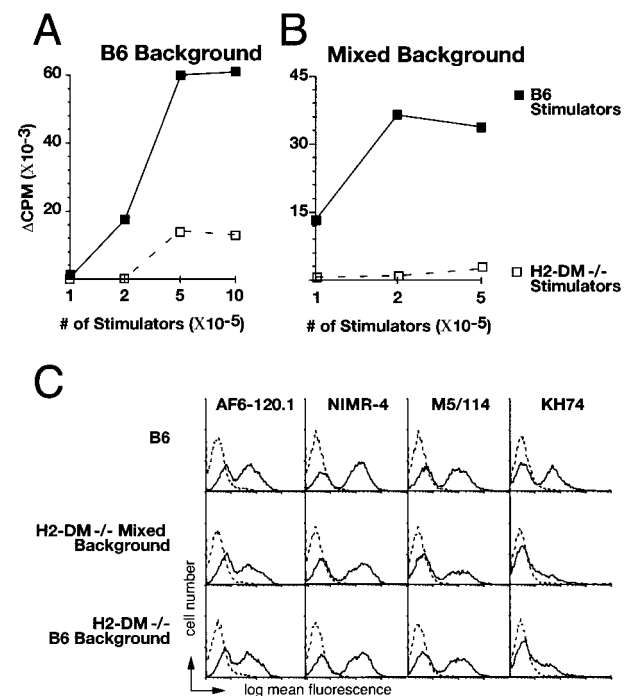 A
B6 Background
60
40
20
ΔCPM (X10-3)
1 2 5 10
# of Stimulators (X10-5)
B
Mixed Background
45
30
15
1 2 5
# of Stimulators (X10-5)
B6
Stimulators
H2-DM -/-
Stimulators
C
AF6-120.1 NIMR-4 M5/114 KH74
B6
H2-DM -/- Mixed
Background
H2-DM -/-
B6 Background
cell number
log mean fluorescence